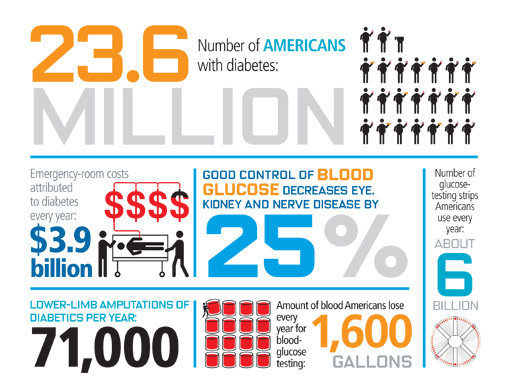 23.6
MILLION
Number of AMERICANS
with diabetes:
Emergency-room costs
attributed
to diabetes
every year:
$3.9
billion
$$$$
GOOD CONTROL OF BLOOD
GLUCOSE DECREASES EYE,
KIDNEY AND NERVE DISEASE BY
25%
Number of
glucose-
testing strips
Americans
use every
year:
ABOUT
6
BILLION
LOWER-LIMB AMPUTATIONS OF
DIABETICS PER YEAR:
71,000
Amount of blood Americans lose
every
year for
blood-
glucose
testing:
1,600
GALLONS